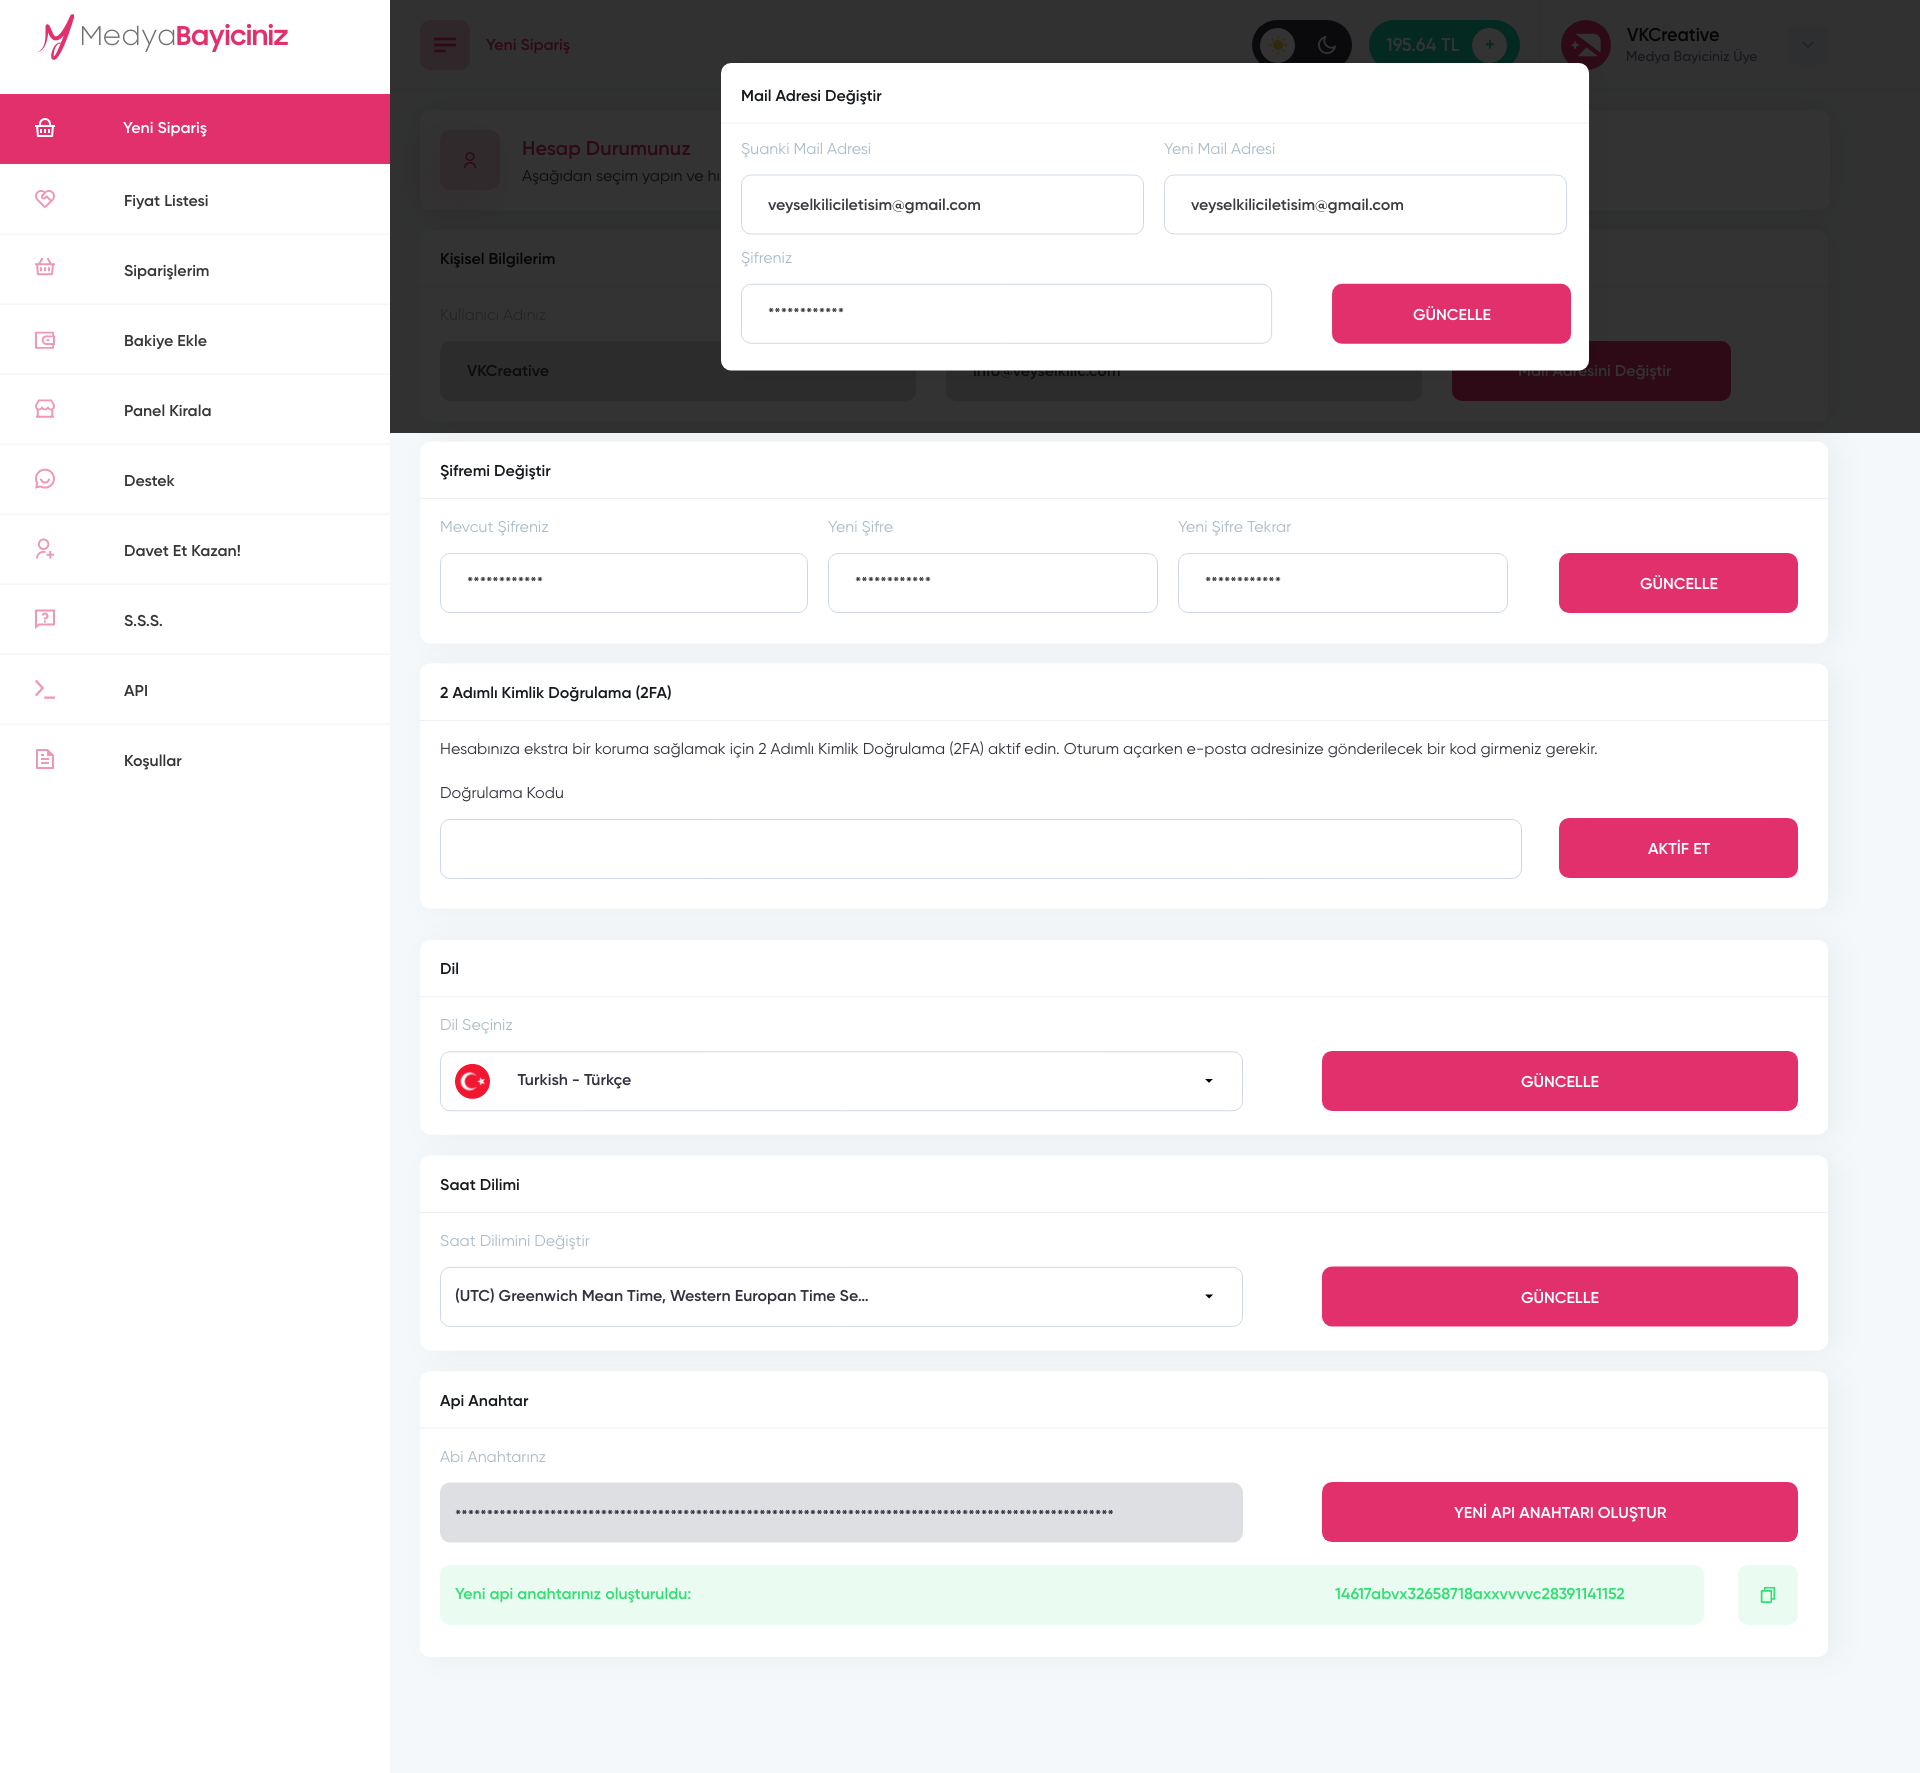 MedyaBayiciniz
Yeni Sipariş
Fiyat Listesi
Siparişlerim
Bakiye Ekle
Panel Kirala
Destek
Davet Et Kazan!
S.S.S.
API
Koşullar
Yeni Sipariş
195.64 TL +
VKCreative
Medya Bayiciniz Üye
Hesap Durumunuz
Aşağıdan seçim yapın ve
Kişisel Bilgilerim
Kullanıcı Adınız
VKCreative
info@veyselkilic.com
Mail Adresini Değiştir
Mail Adresi Değiştir
Şuanki Mail Adresi
Yeni Mail Adresi
veyselkiliciletisim@gmail.com
veyselkiliciletisim@gmail.com
Şifreniz
************
GÜNCELLE
Şifremi Değiştir
Mevcut Şifreniz
Yeni Şifre
Yeni Şifre Tekrar
************
************
************
GÜNCELLE
2 Adımlı Kimlik Doğrulama (2FA)
Hesabınıza ekstra bir koruma sağlamak için 2 Adımlı Kimlik Doğrulama (2FA) aktif edin. Oturum açarken e-posta adresinize gönderilecek bir kod girmeniz gerekir.
Doğrulama Kodu
AKTİF ET
Dil
Dil Seçiniz
Turkish - Türkçe
GÜNCELLE
Saat Dilimi
Saat Dilimini Değiştir
(UTC) Greenwich Mean Time, Western Europan Time Se...
GÜNCELLE
Api Anahtar
Abi Anahtarınz
********************************************************************************************************
YENİ API ANAHTARI OLUŞTUR
Yeni api anahtarınız oluşturuldu:
14617abvx32658718axxvvvvc28391141152